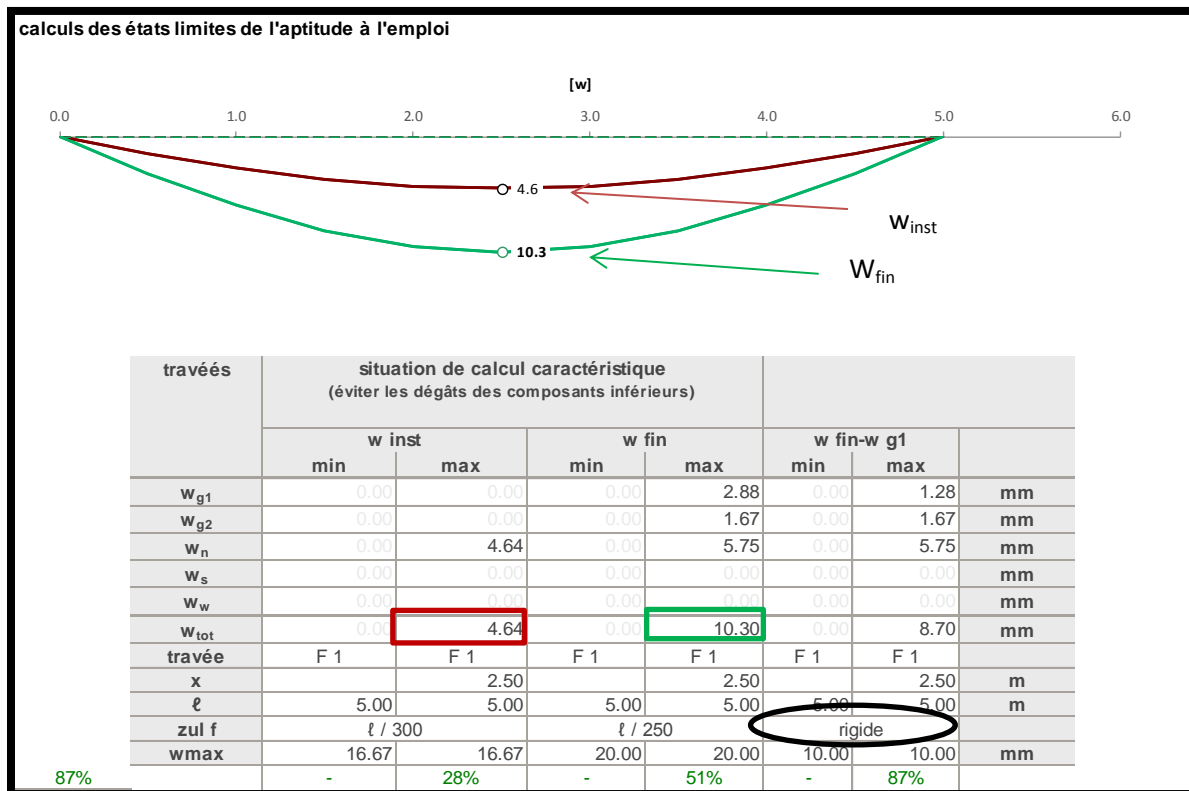 calculs des états limites de l'aptitude à l'emploi
[w]
0.0 1.0 2.0 3.0 4.0 5.0 6.0
4.6
winst
10.3
Wfin
travéés situation de calcul caractéristique
(éviter les dégâts des composants inférieurs)
w inst w fin w fin-w g1
min max min max min max
wg1 0.00 0.00 0.00 2.88 0.00 1.28 mm
wg2 0.00 0.00 0.00 1.67 0.00 1.67 mm
wn 0.00 4.64 0.00 5.75 0.00 5.75 mm
ws 0.00 0.00 0.00 0.00 0.00 0.00 mm
ww 0.00 0.00 0.00 0.00 0.00 0.00 mm
wtot 0.00 4.64 0.00 10.30 0.00 8.70 mm
travée F 1 F 1 F 1 F 1 F 1 F 1
x 2.50 2.50 2.50 m
ℓ 5.00 5.00 5.00 5.00 5.00 5.00 m
zul f ℓ / 300 ℓ / 250 rigide
wmax 16.67 16.67 20.00 20.00 10.00 10.00 mm
87% - 28% - 51% - 87%